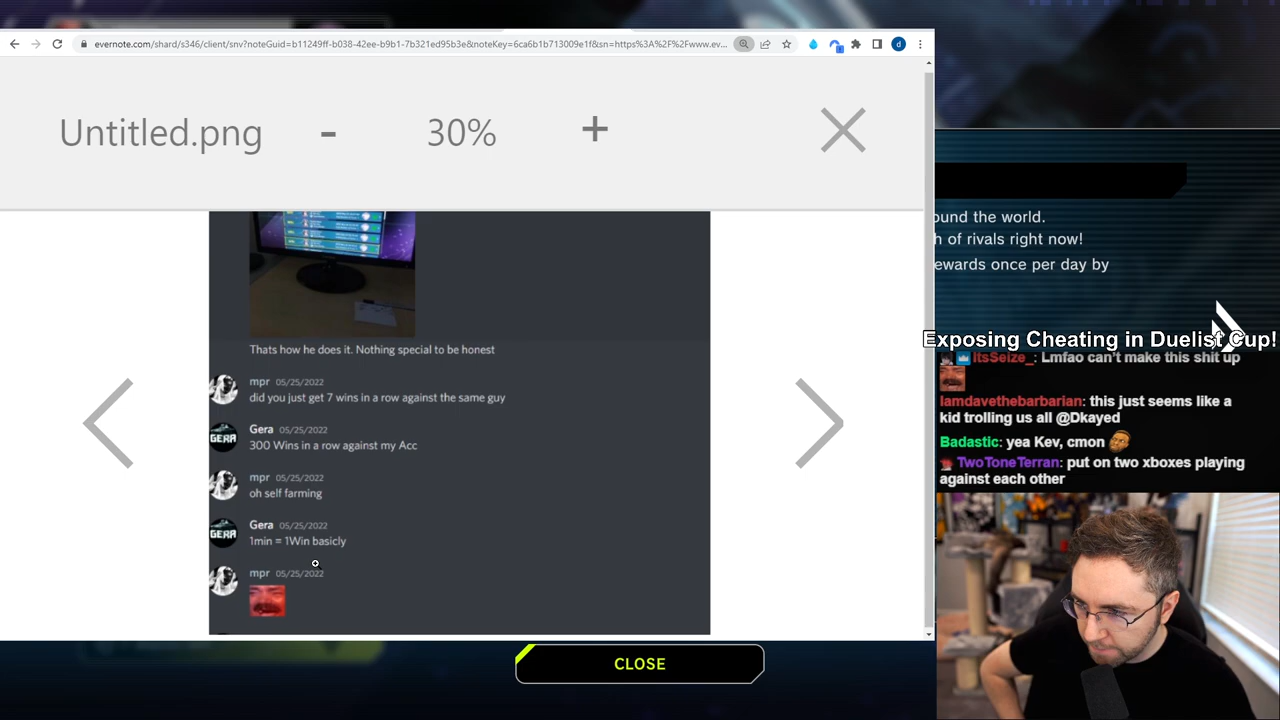 evernote.com/shard/s346/client/snv?noteGuid=b11249ff-b038-42ee-b9b1-7b321ed95b3e&noteKey=6ca6b1b713009e1f&sn=https%3A%2F%2Fwww.ev...
d
Untitled.png - 30% +
ound the world.
h of rivals right now!
ewards once per day by
Thats how he does it. Nothing special to be honest
mpr 05/25/2022
did you just get 7 wins in a row against the same guy
GERA Gera 05/25/2022
300 Wins in a row against my Acc
mpr 05/25/2022
oh self farming
GERA Gera 05/25/2022
1min = 1Win basicly
mpr 05/25/2022
Exposing Cheating in Duelist Cup!
ItsSeize_: Lmfao can't make this shit up
Iamdavethebarbarian: this just seems like a
kid trolling us all @Dkayed
Badastic: yea Kev, cmon
TwoToneTerran: put on two xboxes playing
against each other
CLOSE